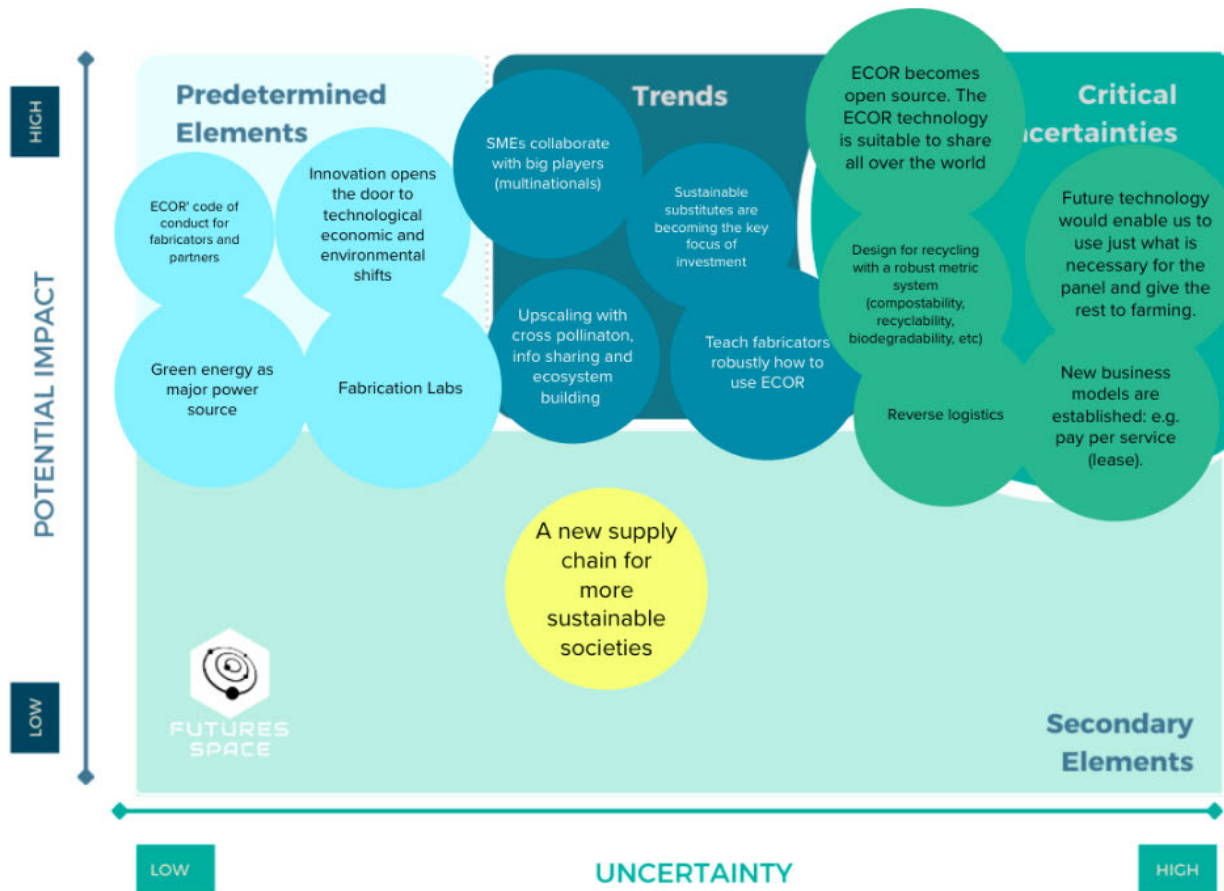 HIGH
POTENTIAL IMPACT
LOW
Predetermined
Elements
ECOR' code of
conduct for
fabricators and
partners
Innovation opens
the door to
technological
economic and
environmental
shifts
Green energy as
major power
source
Fabrication Labs
Trends
SMEs collaborate
with big players
(multinationals)
Sustainable
substitutes are
becoming the key
focus of
investment
Upscaling with
cross pollinaton,
info sharing and
ecosystem
building
Teach fabricators
robustly how to
use ECOR
Critical
certainties
ECOR becomes
open source. The
ECOR technology
is suitable to share
all over the world
Future technology
would enable us to
use just what is
necessary for the
panel and give the
rest to farming.
Design for recycling
with a robust metric
system
(compostability,
recyclability,
biodegradability, etc)
Reverse logistics
New business
models are
established: e.g.
pay per service
(lease).
A new supply
chain for
more
sustainable
societies
FUTURES
SPACE
Secondary
Elements
LOW
UNCERTAINTY
HIGH